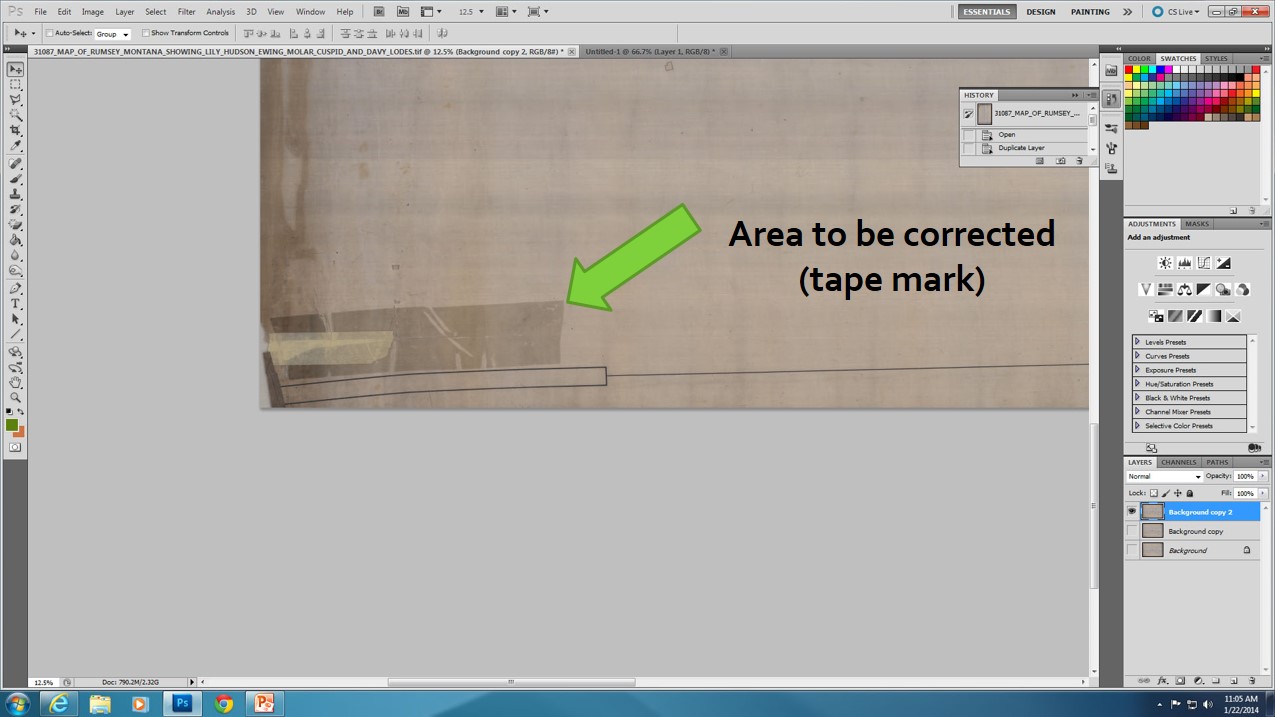 Ps File Edit Image Layer Select Filter Analysis 3D View Window Help Br Mb 12.5 ESSENTIALS DESIGN PAINTING CS Live
Auto-Select: Group Show Transform Controls
31087_MAP_OF_RUMSEY_MONTANA_SHOWING_LILY_HUDSON_EWING_MOLAR_CUSPID_AND_DAVY_LODES.tif @ 12.5% (Background copy 2, RGB/8#) * Untitled-1 @ 66.7% (Layer 1, RGB/8) *
COLOR SWATCHES STYLES
HISTORY
31087_MAP_OF_RUMSEY_...
Open
Duplicate Layer
Area to be corrected
(tape mark)
ADJUSTMENTS MASKS
Add an adjustment
Levels Presets
Curves Presets
Exposure Presets
Hue/Saturation Presets
Black & White Presets
Channel Mixer Presets
Selective Color Presets
LAYERS CHANNELS PATHS
Normal Opacity: 100%
Lock: Fill: 100%
Background copy 2
Background copy
Background
12.5% Doc: 790.2M/2.32G
Ps
11:05 AM
1/22/2014